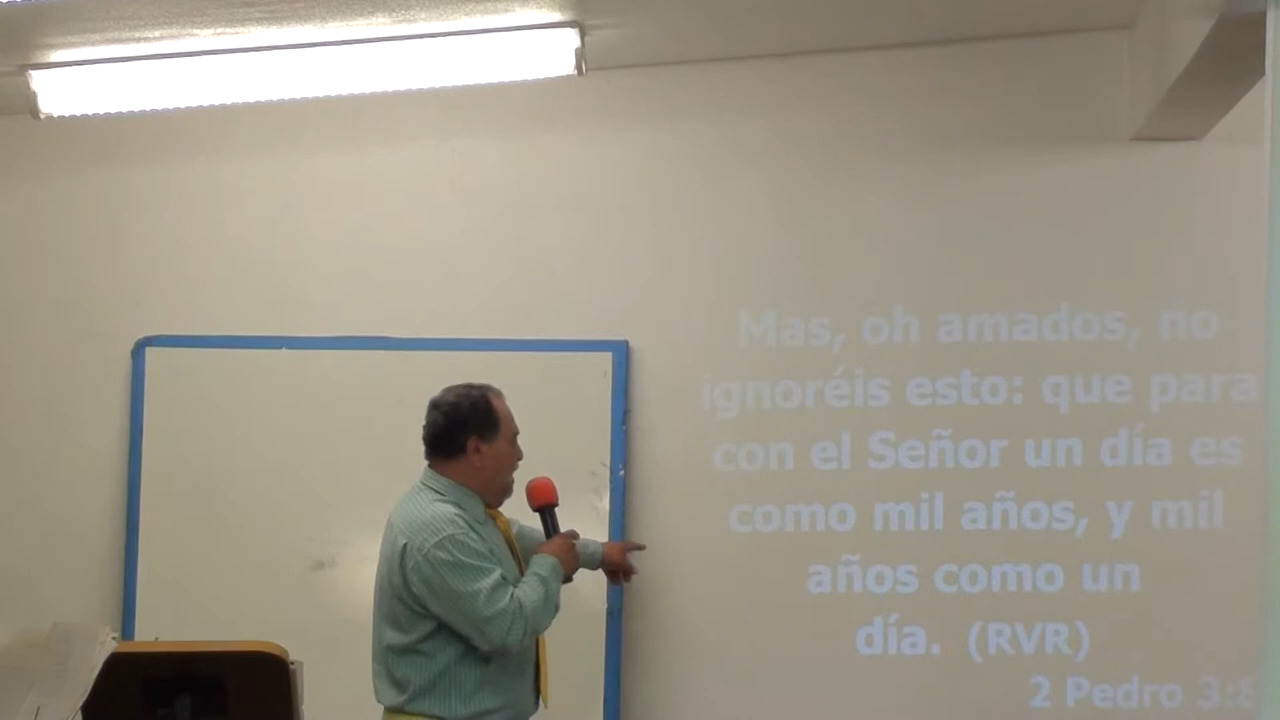 Mas, oh amados, no
ignoréis esto: que para
con el Señor un día es
como mil años, y mil
años como un
día. (RVR)
2 Pedro 3:8